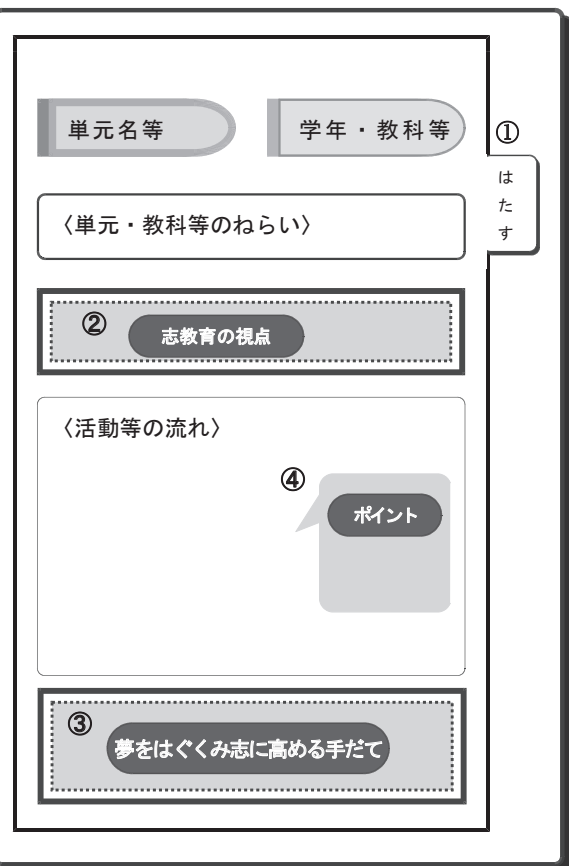 単元名等
学年・教科等
①
はたす
〈単元・教科等のねらい〉
②
志教育の視点
〈活動等の流れ〉
④
ポイント
③
夢をはぐくみ志に高める手だて